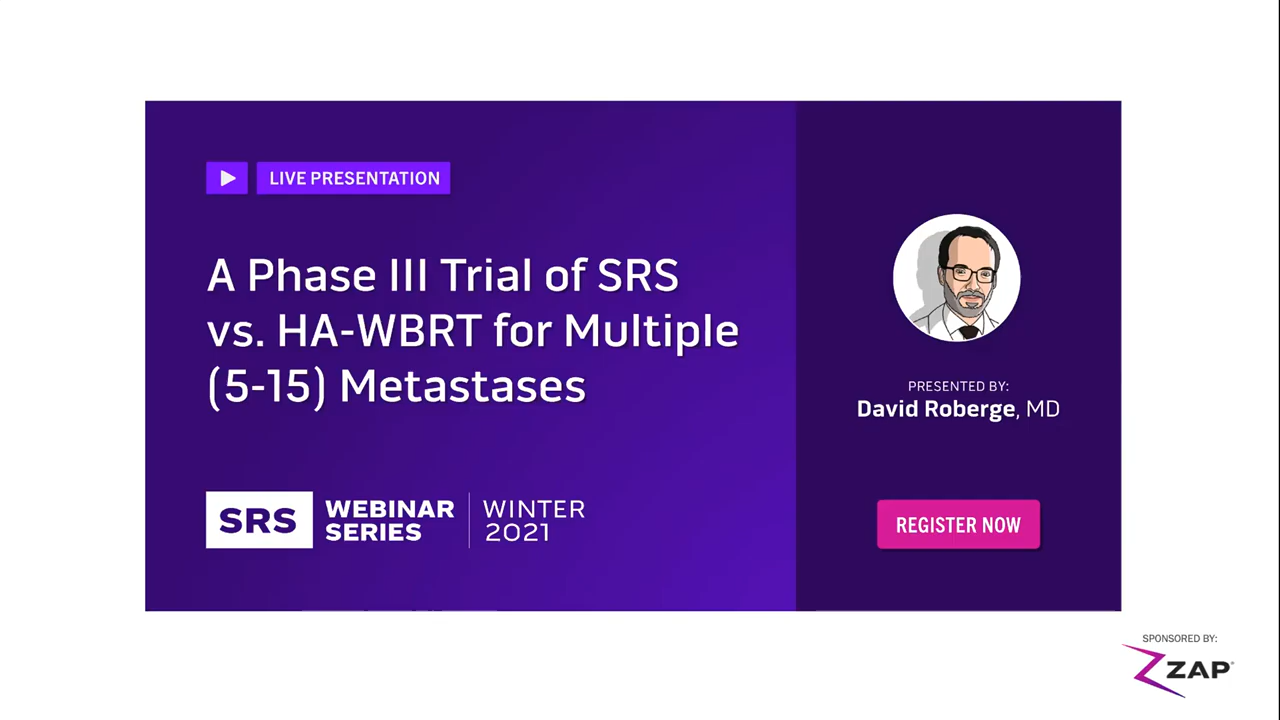 LIVE PRESENTATION
A Phase III Trial of SRS
vs. HA-WBRT for Multiple
(5-15) Metastases
SRS
WEBINAR
SERIES
WINTER
2021
PRESENTED BY:
David Roberge, MD
REGISTER NOW
SPONSORED BY:
ZAP®